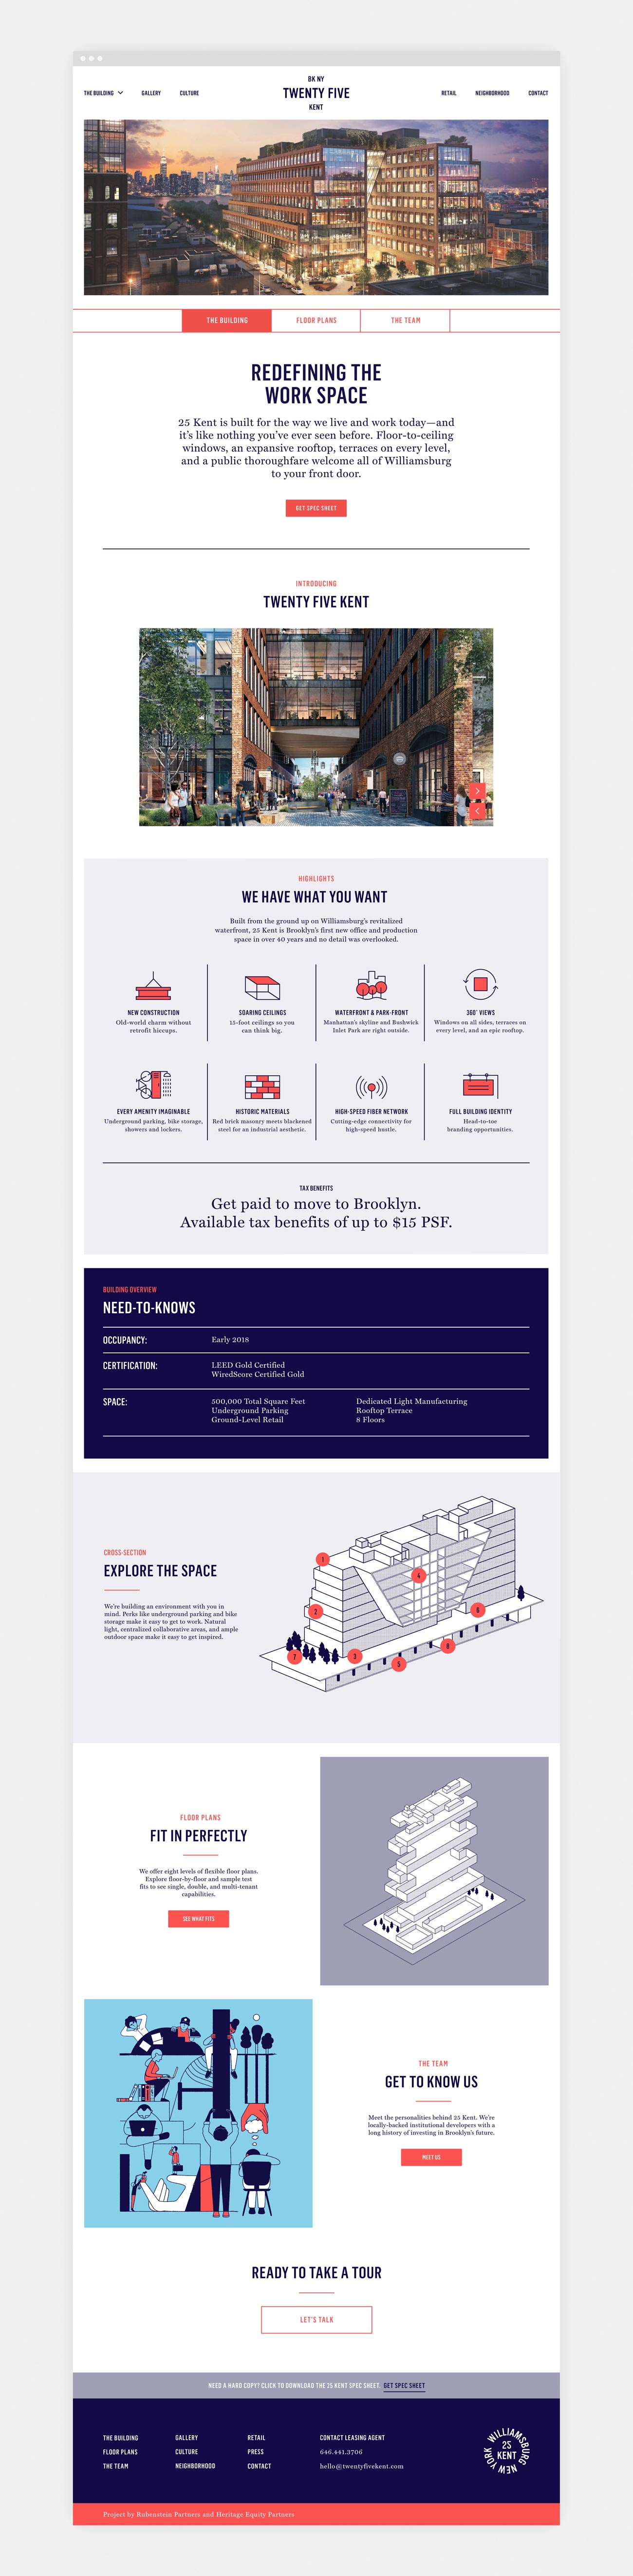 BK NY
THE BUILDING GALLERY CULTURE TWENTY FIVE RETAIL NEIGHBORHOOD CONTACT
KENT
THE BUILDING FLOOR PLANS THE TEAM
REDEFINING THE
WORK SPACE
25 Kent is built for the way we live and work today—and
it's like nothing you've ever seen before. Floor-to-ceiling
windows, an expansive rooftop, terraces on every level,
and a public thoroughfare welcome all of Williamsburg
to your front door.
GET SPEC SHEET
INTRODUCING
TWENTY FIVE KENT
HIGHLIGHTS
WE HAVE WHAT YOU WANT
Built from the ground up on Williamsburg's revitalized
waterfront, 25 Kent is Brooklyn's first new office and production
space in over 40 years and no detail was overlooked.
NEW CONSTRUCTION
Old-world charm without
retrofit hiccups.
SOARING CEILINGS
15-foot ceilings so you
can think big.
WATERFRONT & PARK-FRONT
Manhattan's skyline and Bushwick
Inlet Park are right outside.
360° VIEWS
Windows on all sides, terraces on
every level, and an epic rooftop.
EVERY AMENITY IMAGINABLE
Underground parking, bike storage,
showers and lockers.
HISTORIC MATERIALS
Red brick masonry meets blackened
steel for an industrial aesthetic.
HIGH-SPEED FIBER NETWORK
Cutting-edge connectivity for
high-speed hustle.
FULL BUILDING IDENTITY
Head-to-toe
branding opportunities.
TAX BENEFITS
Get paid to move to Brooklyn.
Available tax benefits of up to $15 PSF.
BUILDING OVERVIEW
NEED-TO-KNOWS
OCCUPANCY: Early 2018
CERTIFICATION: LEED Gold Certified
WiredScore Certified Gold
SPACE: 500,000 Total Square Feet Dedicated Light Manufacturing
Underground Parking Rooftop Terrace
Ground-Level Retail 8 Floors
CROSS-SECTION
EXPLORE THE SPACE
We're building an environment with you in
mind. Perks like underground parking and bike
storage make it easy to get to work. Natural
light, centralized collaborative areas, and ample
outdoor space make it easy to get inspired.
1
4
2
6
8
3
7
5
FLOOR PLANS
FIT IN PERFECTLY
We offer eight levels of flexible floor plans.
Explore floor-by-floor and sample test
fits to see single, double, and multi-tenant
capabilities.
SEE WHAT FITS
THE TEAM
GET TO KNOW US
Meet the personalities behind 25 Kent. We're
locally-backed institutional developers with a
long history of investing in Brooklyn's future.
MEET US
READY TO TAKE A TOUR
LET'S TALK
NEED A HARD COPY? CLICK TO DOWNLOAD THE 25 KENT SPEC SHEET GET SPEC SHEET
THE BUILDING GALLERY RETAIL CONTACT LEASING AGENT
FLOOR PLANS CULTURE PRESS 646.441.3706
THE TEAM NEIGHBORHOOD CONTACT hello@twentyfivekent.com
WILLIAMSBURG
25
KENT
NEW YORK
Project by Rubenstein Partners and Heritage Equity Partners